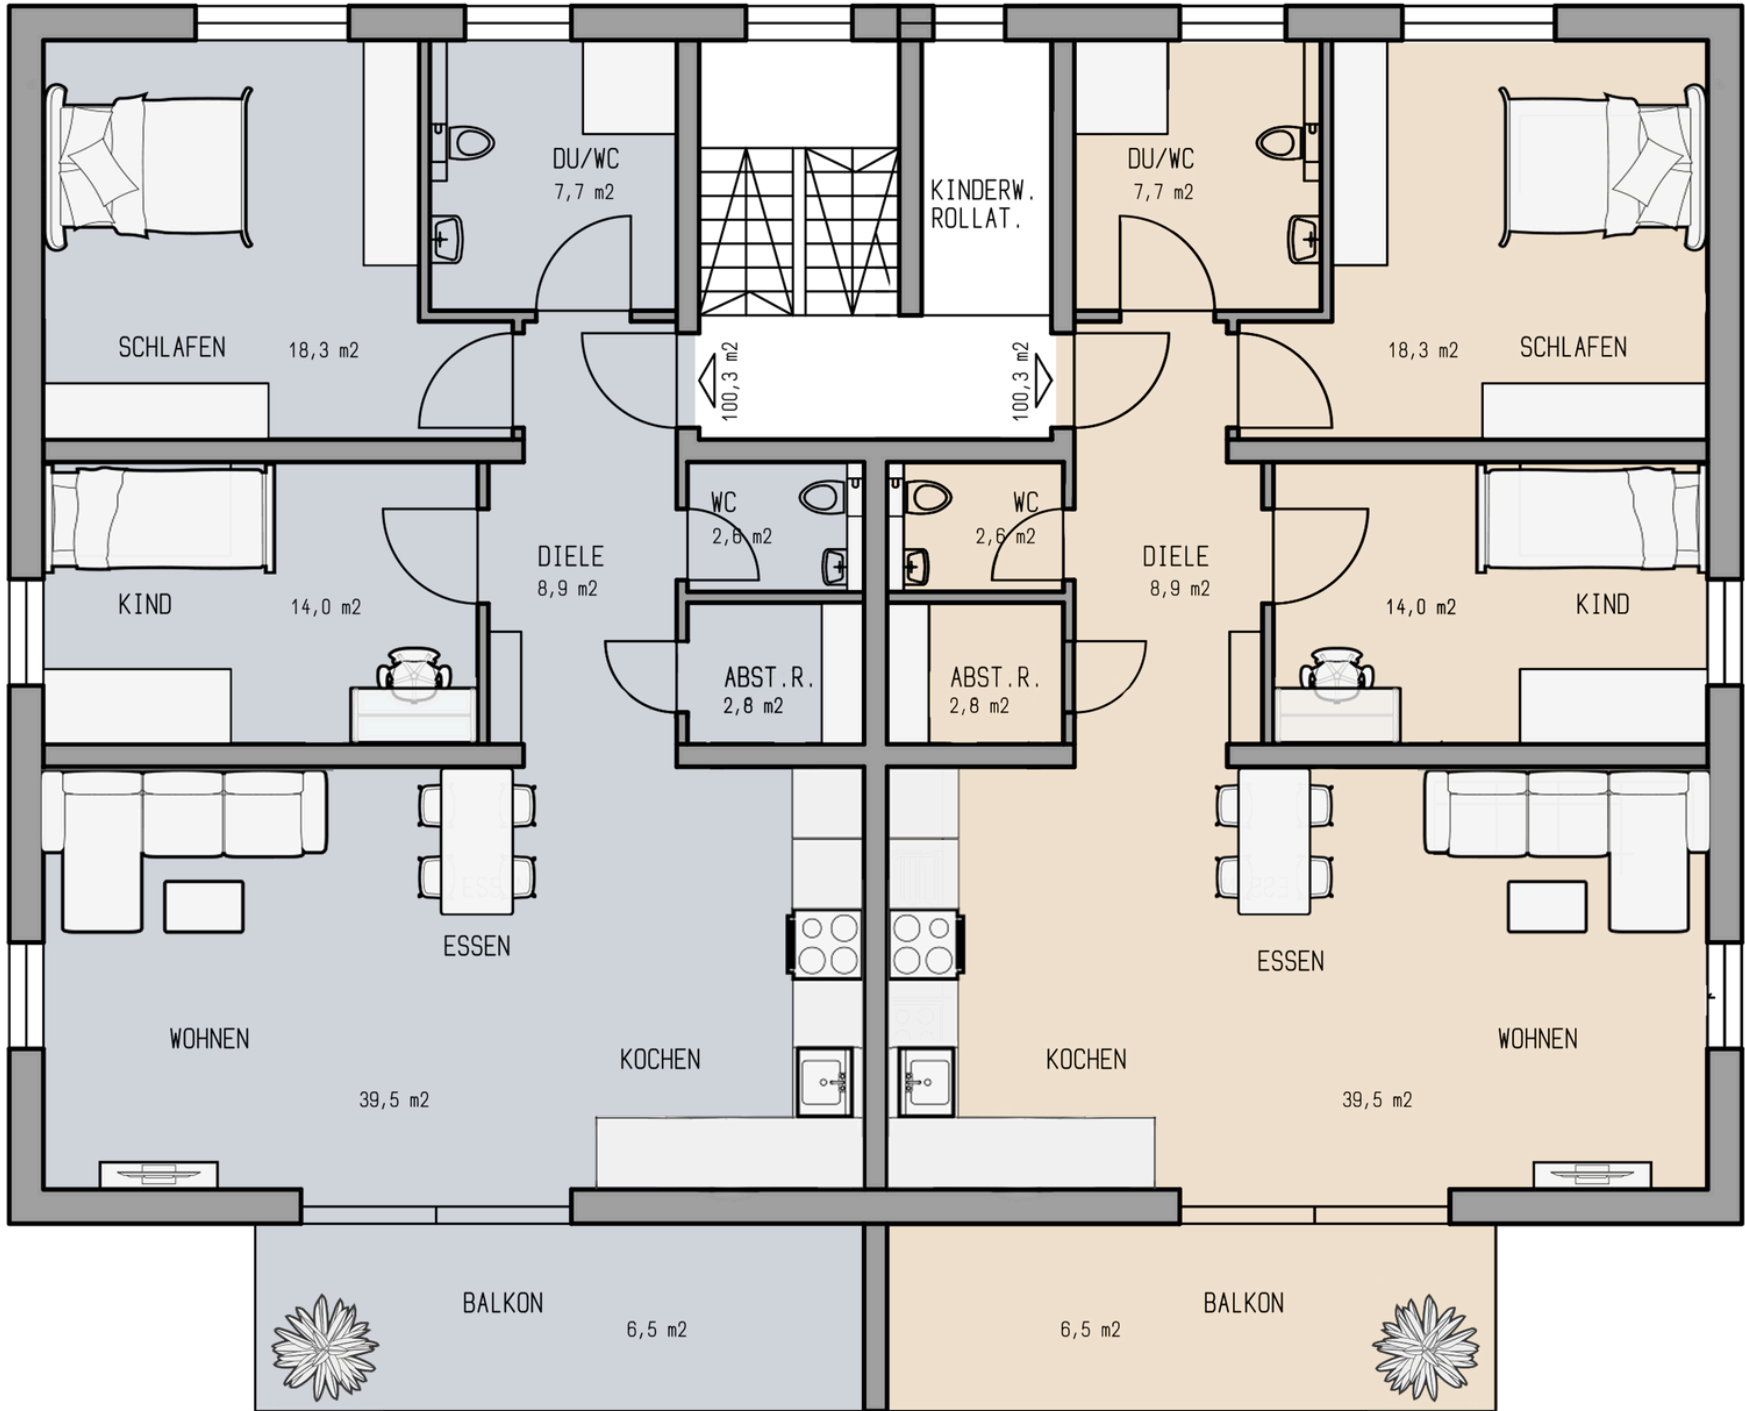 DU/WC
7,7 m2
KINDERW.
ROLLAT.
DU/WC
7,7 m2
SCHLAFEN 18,3 m2
100,3 m2
100,3 m2
18,3 m2 SCHLAFEN
WC
2,6 m2
WC
2,6 m2
DIELE
8,9 m2
DIELE
8,9 m2
KIND 14,0 m2
14,0 m2 KIND
ABST.R.
2,8 m2
ABST.R.
2,8 m2
ESSEN
ESSEN
WOHNEN
KOCHEN
KOCHEN
WOHNEN
39,5 m2
39,5 m2
BALKON
6,5 m2
BALKON
6,5 m2